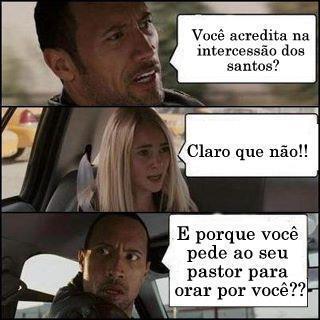 Você acredita na
intercessão dos
santos?
Claro que não!!
E porque você
pede ao seu
pastor para
orar por você??